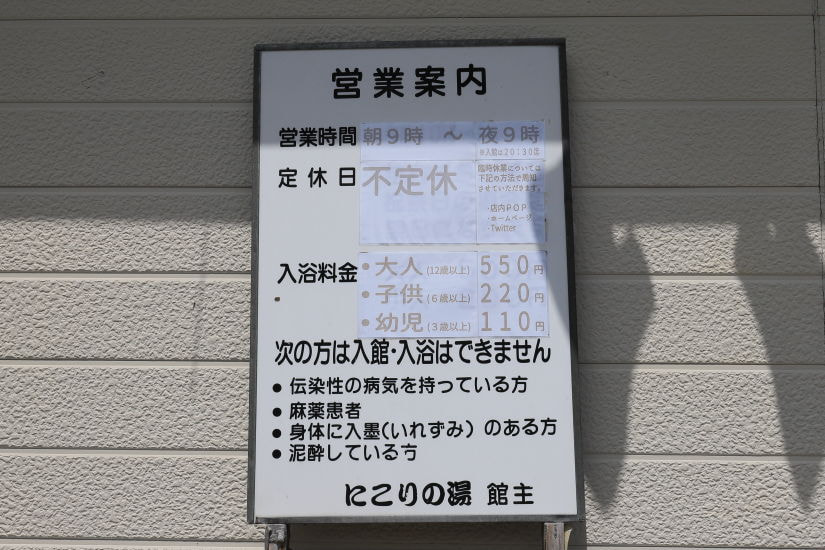 営業案内
営業時間 朝9時 ～ 夜9時
※入館は20:30迄
定休日 不定休
臨時休業については
下記の方法で周知
させていただきます。
・店内POP
・ホームページ
・Twitter
入浴料金 ●大人(12歳以上) 550円
●子供(6歳以上) 220円
●幼児(3歳以上) 110円
次の方は入館・入浴はできません
●伝染性の病気を持っている方
●麻薬患者
●身体に入墨(いれずみ)のある方
●泥酔している方
にこりの湯 館主